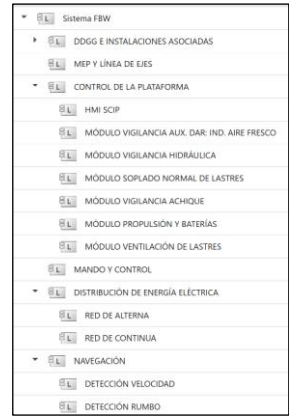 Sistema FBW
DDGG E INSTALACIONES ASOCIADAS
MEP Y LÍNEA DE EJES
CONTROL DE LA PLATAFORMA
HMI SCIP
MÓDULO VIGILANCIA AUX. DAR: IND. AIRE FRESCO
MÓDULO VIGILANCIA HIDRÁULICA
MÓDULO SOPLADO NORMAL DE LASTRES
MÓDULO VIGILANCIA ACHIQUE
MÓDULO PROPULSIÓN Y BATERÍAS
MÓDULO VENTILACIÓN DE LASTRES
MANDO Y CONTROL
DISTRIBUCIÓN DE ENERGÍA ELÉCTRICA
RED DE ALTERNA
RED DE CONTINUA
NAVEGACIÓN
DETECCIÓN VELOCIDAD
DETECCIÓN RUMBO